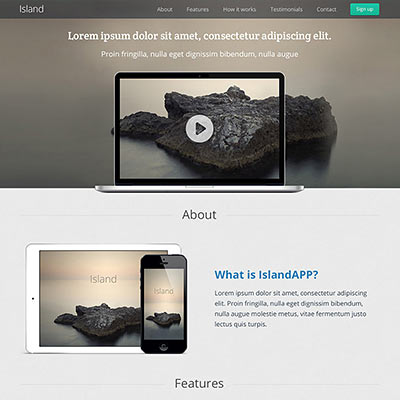 Island
About
Features
How it works
Testimonials
Contact
Sign up
Lorem ipsum dolor sit amet, consectetur adipiscing elit.
Proin fringilla, nulla eget dignissim bibendum, nulla augue
About
Island
Island
What is IslandAPP?
Lorem ipsum dolor sit amet, consectetur adipiscing elit.
Proin fringilla, nulla eget dignissim bibendum, nulla
augue molestie sapien, ut vitae fermentum justo
lectus quis turpis.
Features